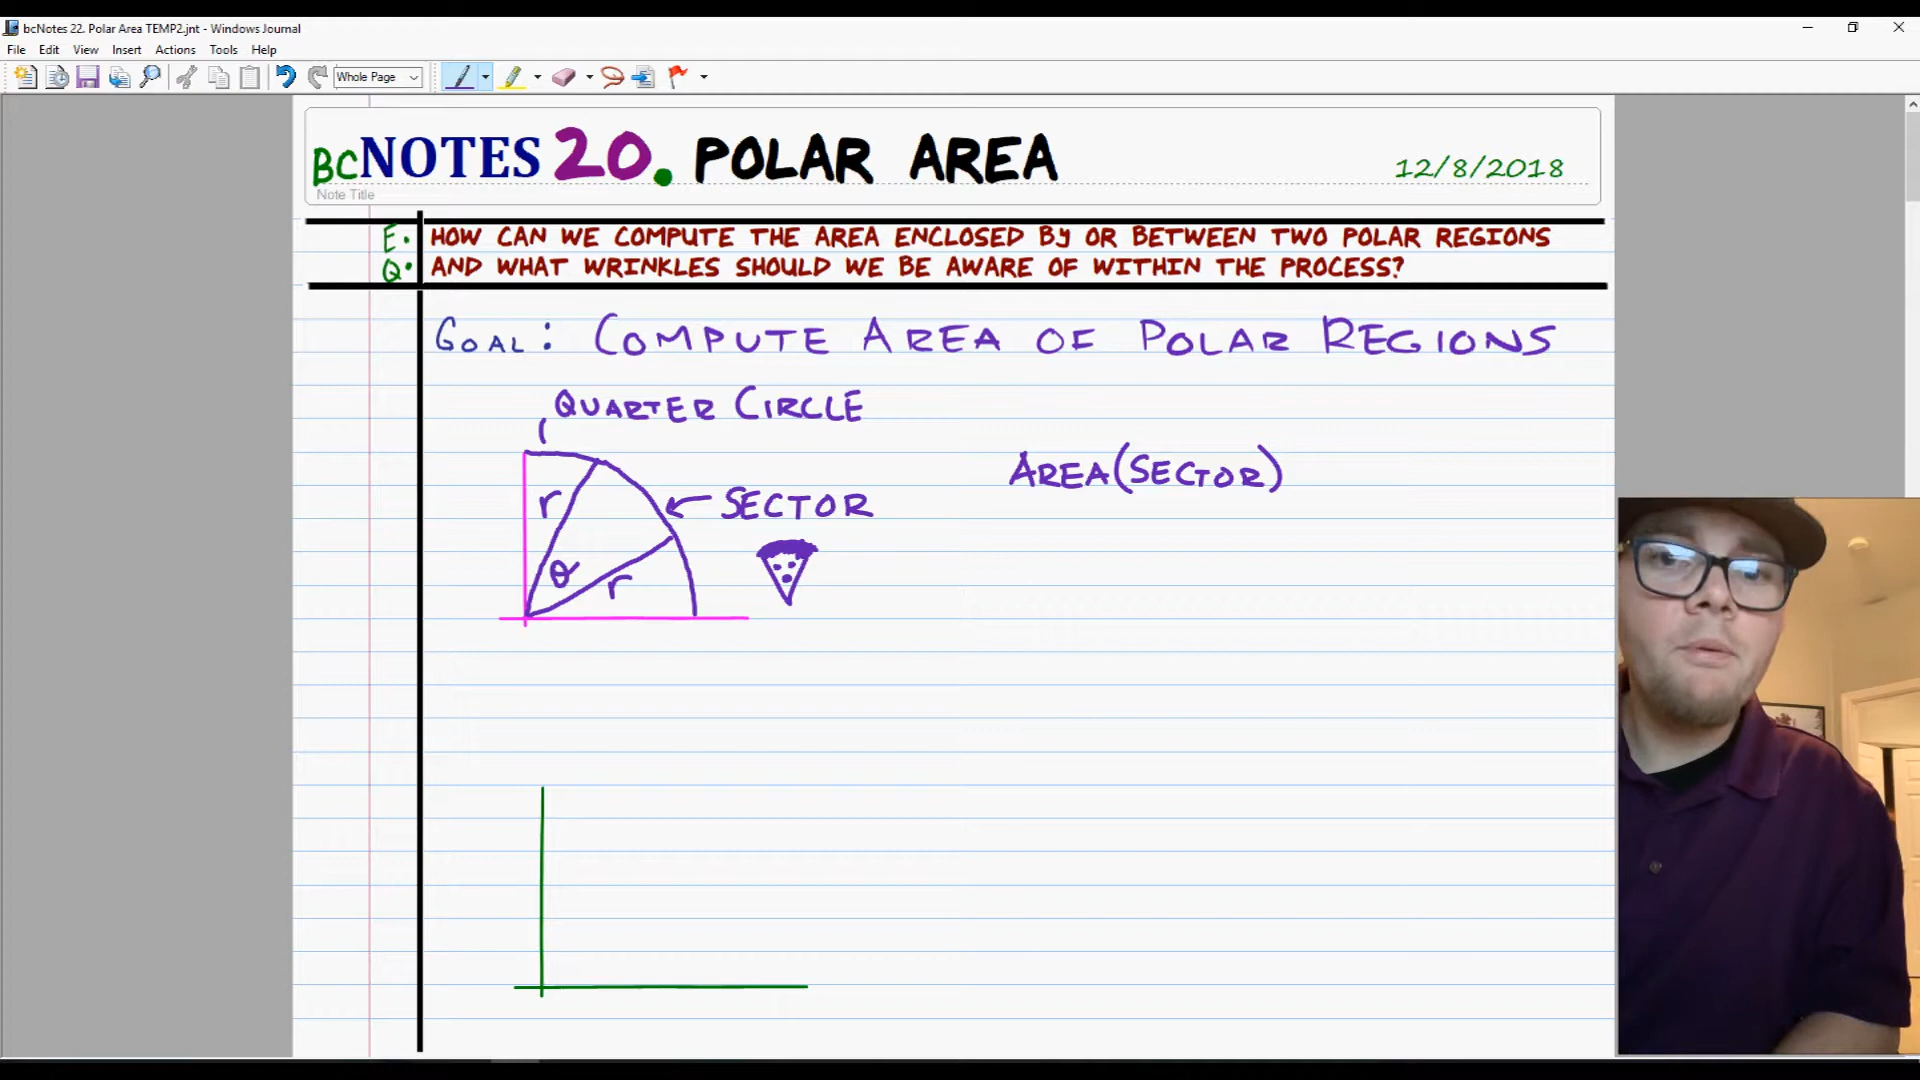 bcNotes 22. Polar Area TEMP2.jnt - Windows Journal
File Edit View Insert Actions Tools Help
Whole Page
BCNOTES 20. POLAR AREA
12/8/2018
Note Title
E. HOW CAN WE COMPUTE THE AREA ENCLOSED BY OR BETWEEN TWO POLAR REGIONS
Q. AND WHAT WRINKLES SHOULD WE BE AWARE OF WITHIN THE PROCESS?
GOAL: COMPUTE AREA OF POLAR REGIONS
QUARTER CIRCLE
AREA(SECTOR)
r
SECTOR
θ
r